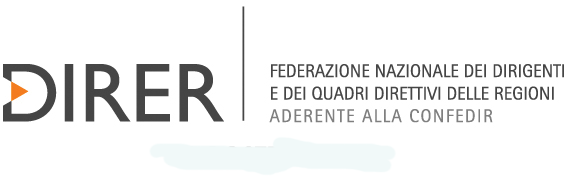 DIRER
FEDERAZIONE NAZIONALE DEI DIRIGENTI
E DEI QUADRI DIRETTIVI DELLE REGIONI
ADERENTE ALLA CONFEDIR